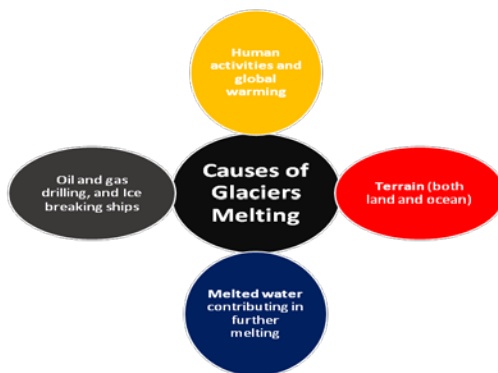 Human
activities and
global
warming
Oil and gas
drilling, and Ice
breaking ships
Causes of
Glaciers
Melting
Terrain (both
land and ocean)
Melted water
contributing in
further
melting